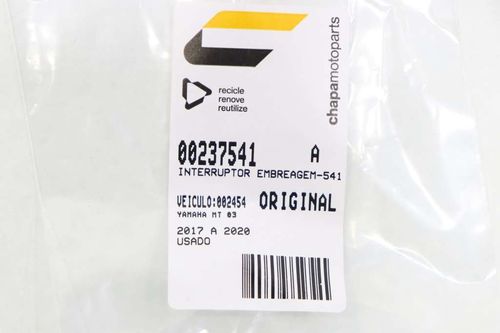 chapamotoparts
recicle
renove
reutilize
00237541 A
INTERRUPTOR EMBREAGEM-541
VEICULO:002454 ORIGINAL
YAMAHA MT 03
2017 A 2020
USADO